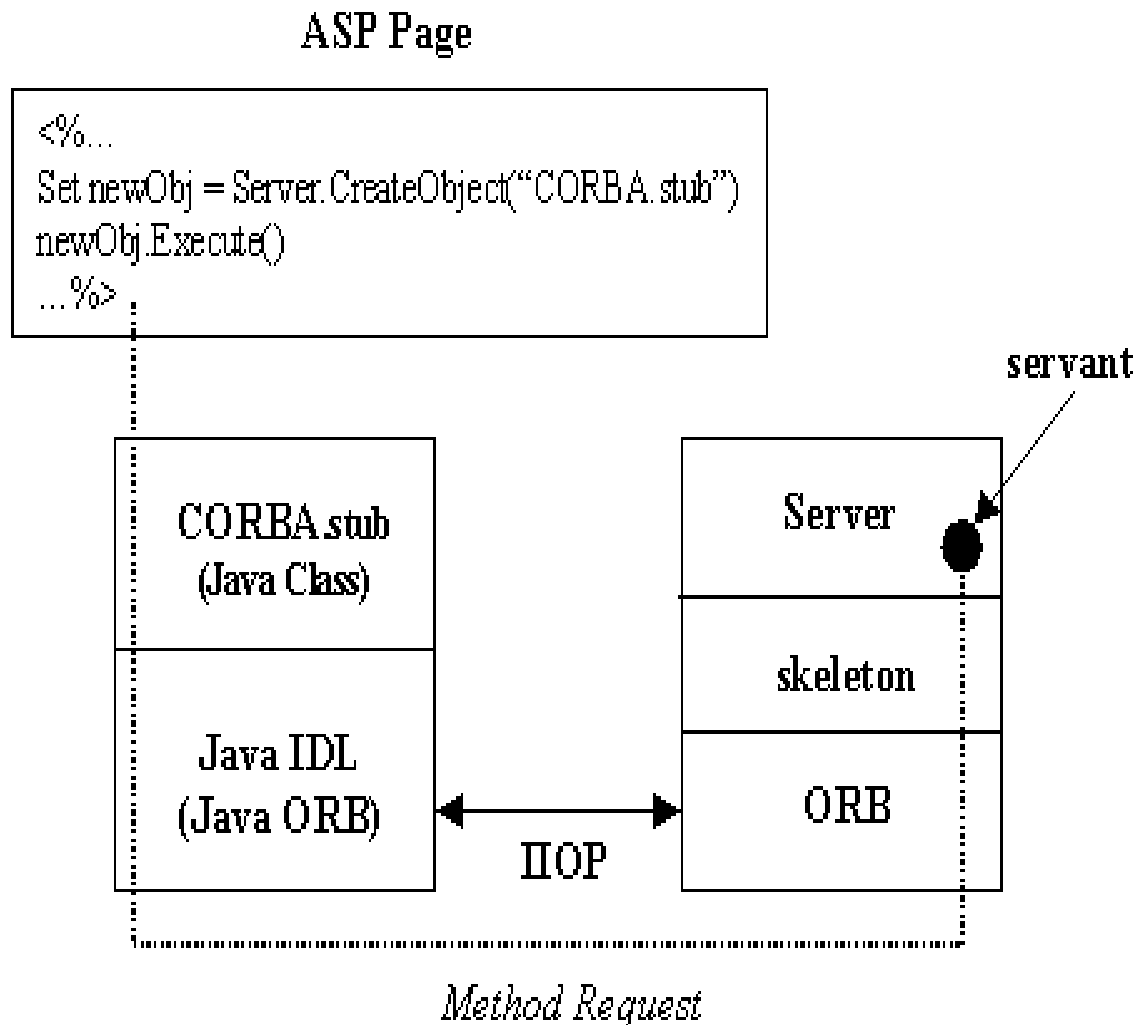 ASP Page
<%...
Set newObj = Server.CreateObject(“CORBA.stub”)
newObj.Execute()
...%>
servant
CORBA.stub
(Java Class)
Java IDL
(Java ORB)
IIOP
Server
skeleton
ORB
Method Request